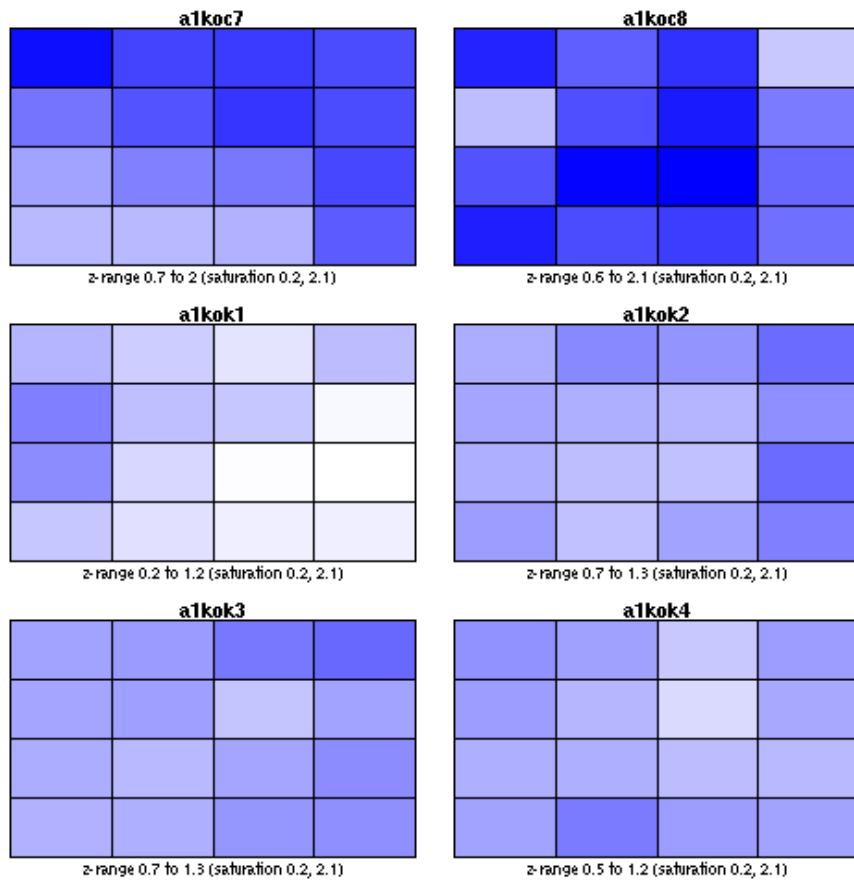 a1koc7
a1koc8
z-range 0.7 to 2 (saturation 0.2, 2.1)
z-range 0.6 to 2.1 (saturation 0.2, 2.1)
a1kok1
a1kok2
z-range 0.2 to 1.2 (saturation 0.2, 2.1)
z-range 0.7 to 1.3 (saturation 0.2, 2.1)
a1kok3
a1kok4
z-range 0.7 to 1.3 (saturation 0.2, 2.1)
z-range 0.5 to 1.2 (saturation 0.2, 2.1)